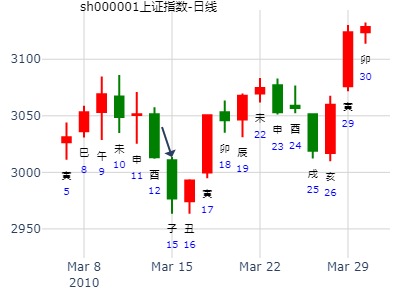 sh000001上证指数-日线
3100
3050
3000
2950
寅
5
巳
8
午
9
未
10
申
11
酉
12
子
15
丑
16
寅
17
卯
18
辰
19
未
22
申
23
酉
24
戌
25
亥
26
寅
29
卯
30
Mar 8
2010
Mar 15
Mar 22
Mar 29